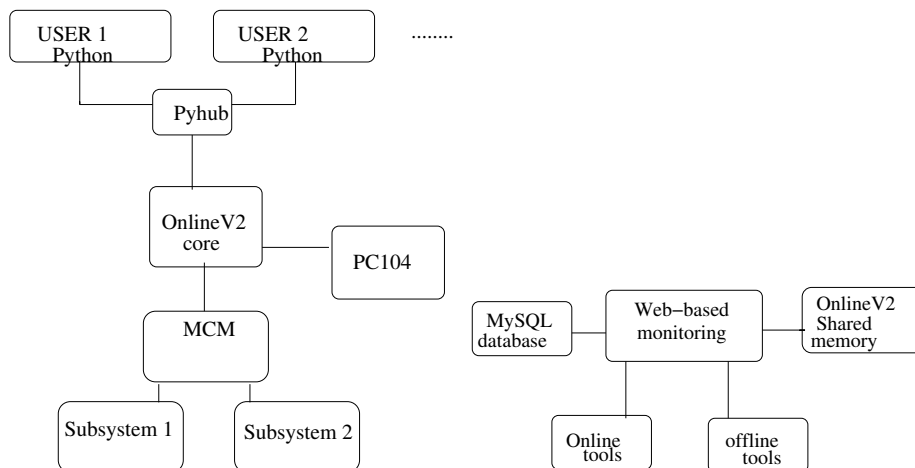 USER 1
Python
USER 2
Python
........
Pyhub
OnlineV2
core
PC104
MCM
Subsystem 1
Subsystem 2
MySQL
database
Web-based
monitoring
OnlineV2
Shared
memory
Online
tools
offline
tools